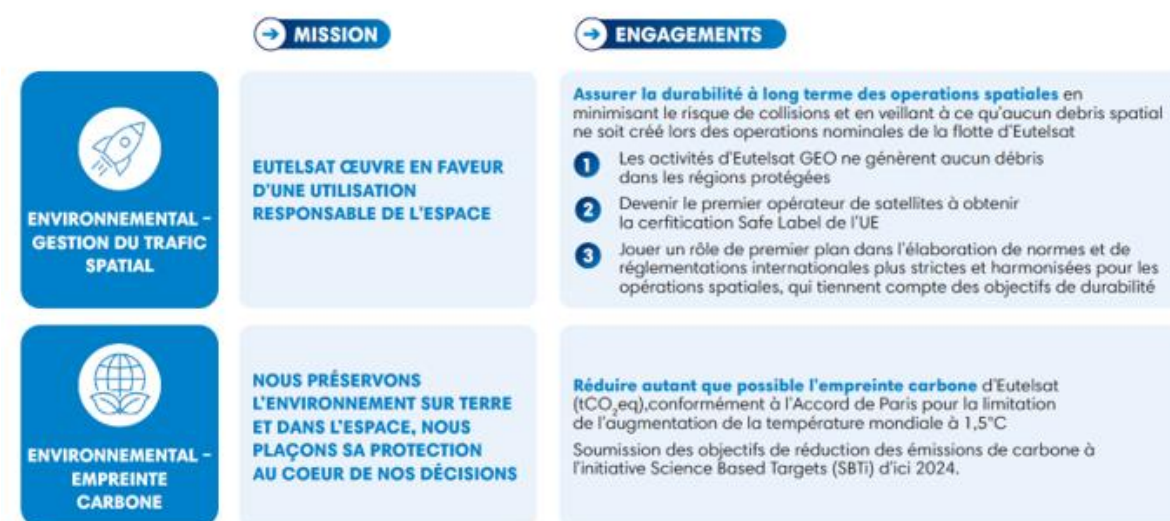 MISSION
ENGAGEMENTS
ENVIRONNEMENTAL –
GESTION DU TRAFIC
SPATIAL
EUTELSAT ŒUVRE EN FAVEUR
D'UNE UTILISATION
RESPONSABLE DE L'ESPACE
Assurer la durabilité à long terme des operations spatiales en
minimisant le risque de collisions et en veillant à ce qu'aucun debris spatial
ne soit créé lors des operations nominales de la flotte d'Eutelsat
1 Les activités d'Eutelsat GEO ne génèrent aucun débris
dans les régions protégées
2 Devenir le premier opérateur de satellites à obtenir
la cerfitication Safe Label de l'UE
3 Jouer un rôle de premier plan dans l'élaboration de normes et de
réglementations internationales plus strictes et harmonisées pour les
opérations spatiales, qui tiennent compte des objectifs de durabilité
ENVIRONNEMENTAL –
EMPREINTE
CARBONE
NOUS PRÉSERVONS
L'ENVIRONNEMENT SUR TERRE
ET DANS L'ESPACE, NOUS
PLAÇONS SA PROTECTION
AU COEUR DE NOS DÉCISIONS
Réduire autant que possible l'empreinte carbone d'Eutelsat
(tCO₂eq),conformément à l'Accord de Paris pour la limitation
de l'augmentation de la température mondiale à 1,5°C
Soumission des objectifs de réduction des émissions de carbone à
l'initiative Science Based Targets (SBTi) d'ici 2024.